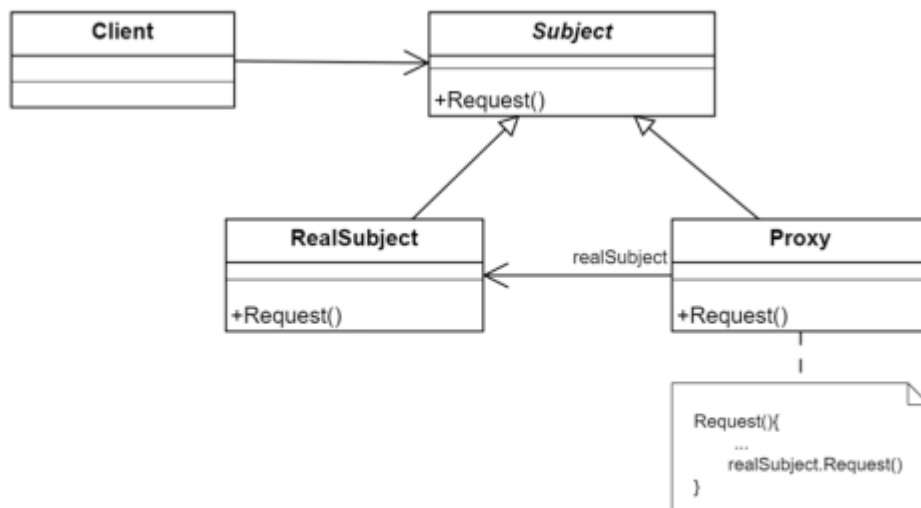 Client
Subject
+Request()
RealSubject
+Request()
realSubject
Proxy
+Request()
Request(){
...
realSubject.Request()
}